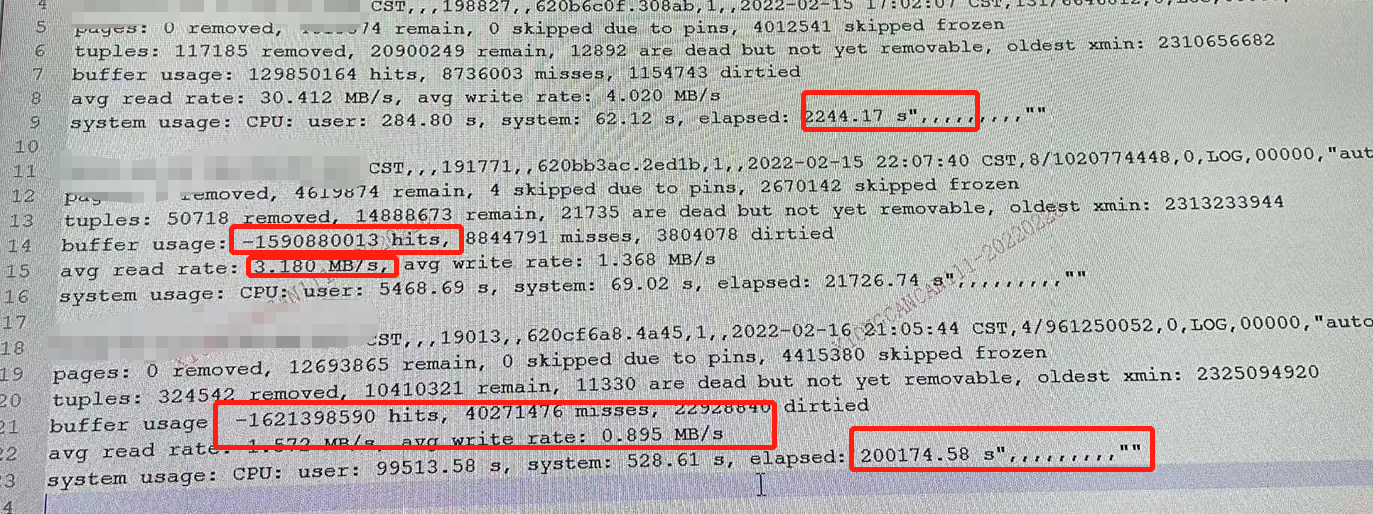 4 CST,,,198827,,620b6c0f.308ab,1,,2022-02-15 17:02:07
5 pages: 0 removed, remain, 0 skipped due to pins, 4012541 skipped frozen
6 tuples: 117185 removed, 20900249 remain, 12892 are dead but not yet removable, oldest xmin: 2310656682
7 buffer usage: 129850164 hits, 8736003 misses, 1154743 dirtied
8 avg read rate: 30.412 MB/s, avg write rate: 4.020 MB/s
9 system usage: CPU: user: 284.80 s, system: 62.12 s, elapsed: 2244.17 s",,,,,,,,,""
10
11 CST,,,191771,,620bb3ac.2ed1b,1,,2022-02-15 22:07:40 CST,8/1020774448,0,LOG,00000,"aut
12 removed, 4619874 remain, 4 skipped due to pins, 2670142 skipped frozen
13 tuples: 50718 removed, 14888673 remain, 21735 are dead but not yet removable, oldest xmin: 2313233944
14 buffer usage: -1590880013 hits, 8844791 misses, 3804078 dirtied
15 avg read rate: 3.180 MB/s, avg write rate: 1.368 MB/s
16 system usage: CPU: user: 5468.69 s, system: 69.02 s, elapsed: 21726.74 s",,,,,,,,,""
17
18 CST,,,19013,,620cf6a8.4a45,1,,2022-02-16 21:05:44 CST,4/961250052,0,LOG,00000,"auto
19 pages: 0 removed, 12693865 remain, 0 skipped due to pins, 4415380 skipped frozen
20 tuples: 324542 removed, 10410321 remain, 11330 are dead but not yet removable, oldest xmin: 2325094920
21 buffer usage -1621398590 hits, 40271476 misses, 22928840 dirtied
22 avg read rate: 1.572 MB/s, avg write rate: 0.895 MB/s
23 system usage: CPU: user: 99513.58 s, system: 528.61 s, elapsed: 200174.58 s",,,,,,,,,""
4